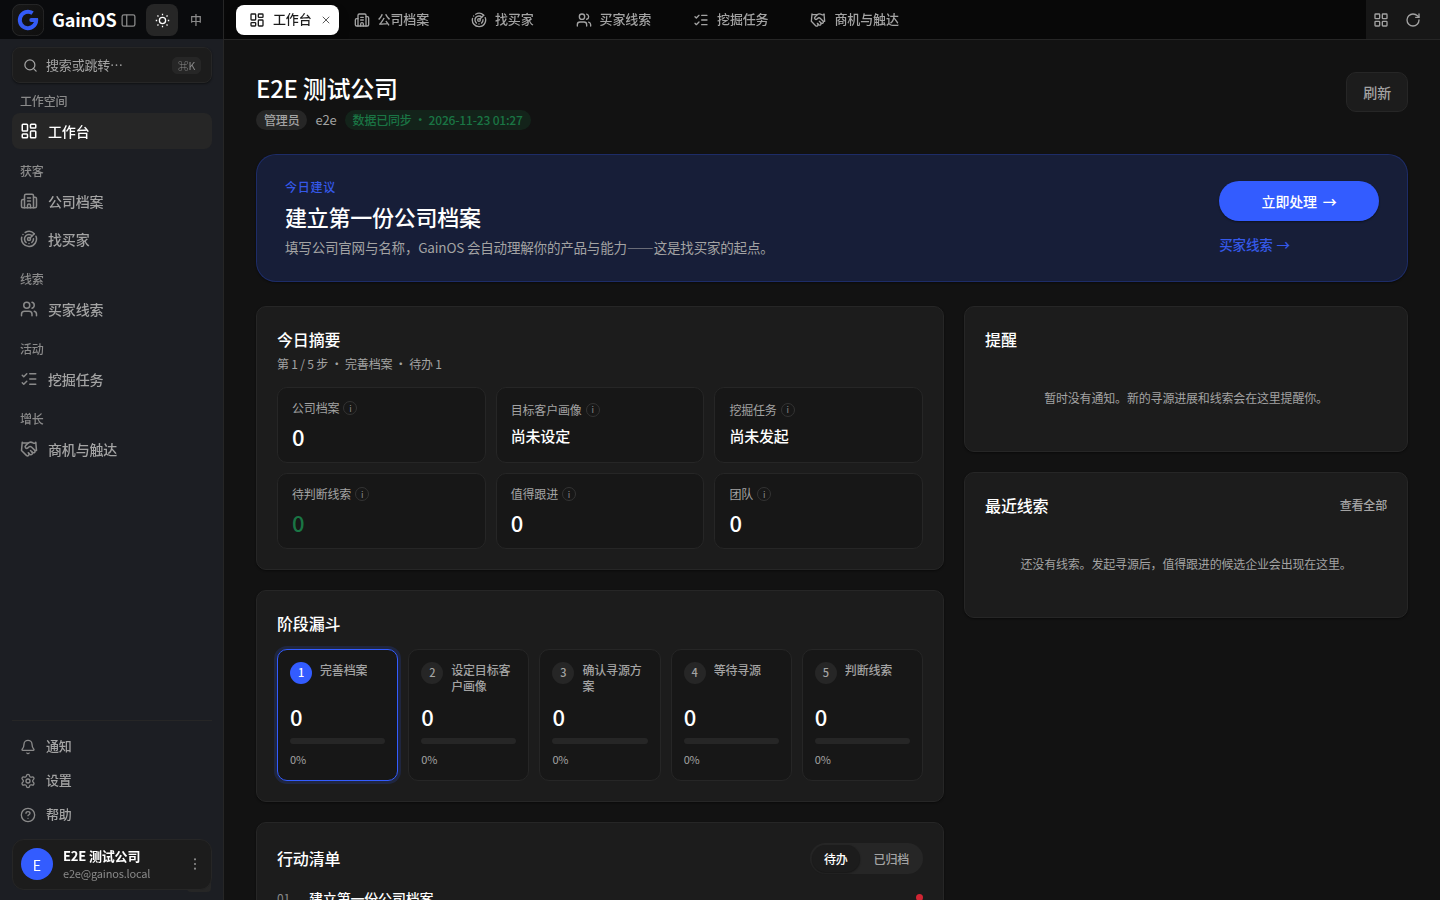 GainOS
中
工作台
公司档案
找买家
买家线索
挖掘任务
商机与触达
搜索或跳转…
⌘K
工作空间
工作台
获客
公司档案
找买家
线索
买家线索
活动
挖掘任务
增长
商机与触达
通知
设置
帮助
E
E2E 测试公司
e2e@gainos.local
E2E 测试公司
刷新
管理员
e2e
数据已同步 · 2026-11-23 01:27
今日建议
建立第一份公司档案
填写公司官网与名称，GainOS 会自动理解你的产品与能力——这是找买家的起点。
立即处理 →
买家线索 →
今日摘要
第 1 / 5 步 · 完善档案 · 待办 1
公司档案
0
目标客户画像
尚未设定
挖掘任务
尚未发起
待判断线索
0
值得跟进
0
团队
0
提醒
暂时没有通知。新的寻源进展和线索会在这里提醒你。
最近线索
查看全部
还没有线索。发起寻源后，值得跟进的候选企业会出现在这里。
阶段漏斗
1
完善档案
0
0%
2
设定目标客
户画像
0
0%
3
确认寻源方
案
0
0%
4
等待寻源
0
0%
5
判断线索
0
0%
行动清单
待办
已归档
01
建立第一份公司档案